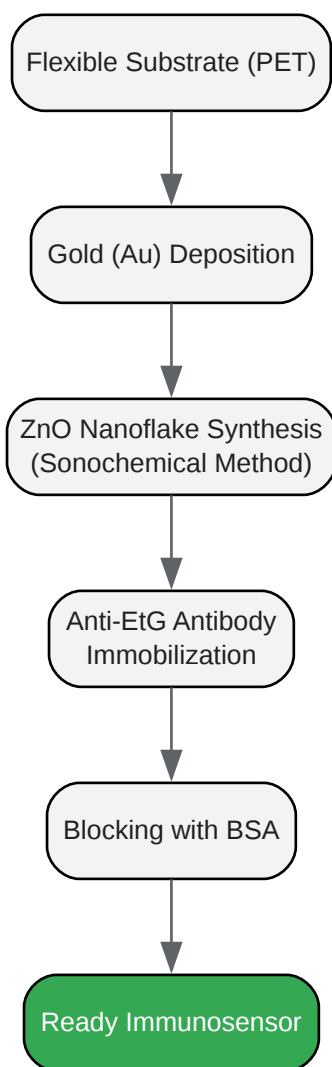 Flexible Substrate (PET)
Gold (Au) Deposition
ZnO Nanoflake Synthesis
(Sonochemical Method)
Anti-EtG Antibody
Immobilization
Blocking with BSA
Ready Immunosensor